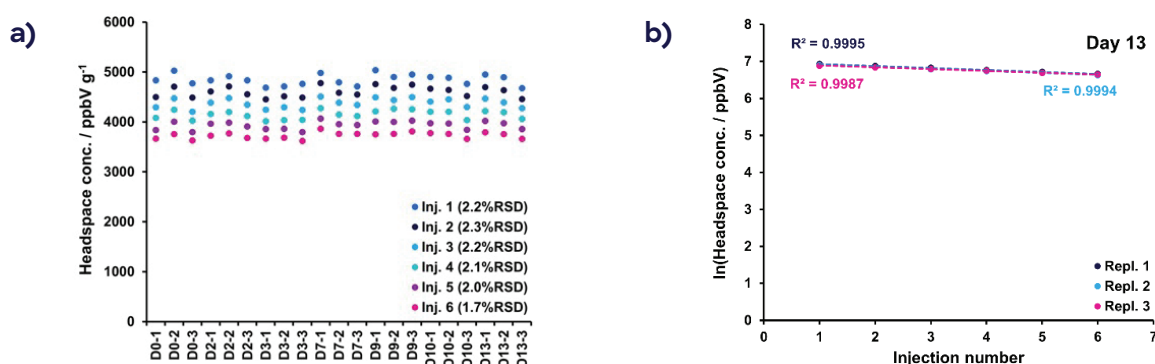 a)
6000
5000
4000
3000
2000
1000
0
Headspace conc. / ppbV g⁻¹
Inj. 1 (2.2%RSD)
Inj. 2 (2.3%RSD)
Inj. 3 (2.2%RSD)
Inj. 4 (2.1%RSD)
Inj. 5 (2.0%RSD)
Inj. 6 (1.7%RSD)
D0-1
D0-2
D0-3
D2-1
D2-2
D2-3
D3-1
D3-2
D3-3
D7-1
D7-2
D7-3
D9-1
D9-2
D9-3
D10-1
D10-2
D10-3
D13-1
D13-2
D13-3
b)
Day 13
8
7
6
5
4
3
2
1
0
ln(Headspace conc. / ppbV)
R² = 0.9995
R² = 0.9987
R² = 0.9994
Repl. 1
Repl. 2
Repl. 3
0 1 2 3 4 5 6 7
Injection number